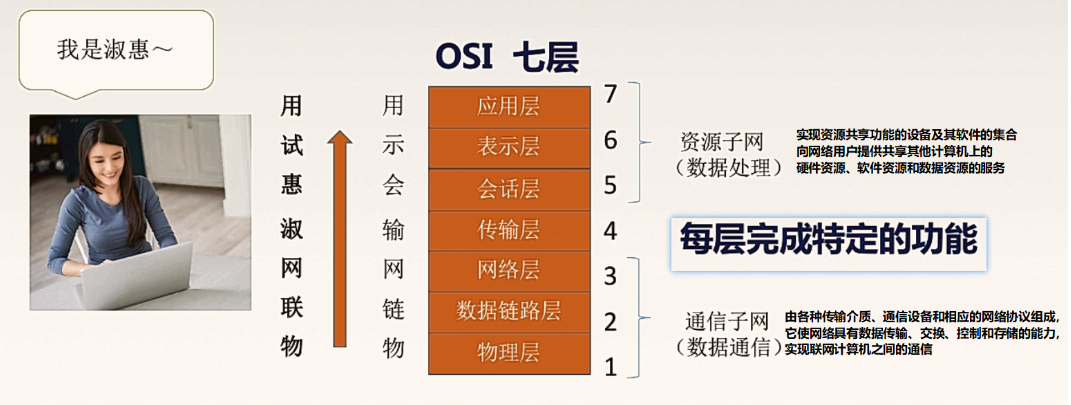 我是淑惠～
OSI 七层
用 用 应用层 7
试 示 表示层 6
惠 会 会话层 5
淑 输 传输层 4
网 网 网络层 3
联 链 数据链路层 2
物 物 物理层 1
资源子网
（数据处理）
实现资源共享功能的设备及其软件的集合
向网络用户提供共享其他计算机上的
硬件资源、软件资源和数据资源的服务
每层完成特定的功能
通信子网
（数据通信）
由各种传输介质、通信设备和相应的网络协议组成，
它使网络具有数据传输、交换、控制和存储的能力，
实现联网计算机之间的通信